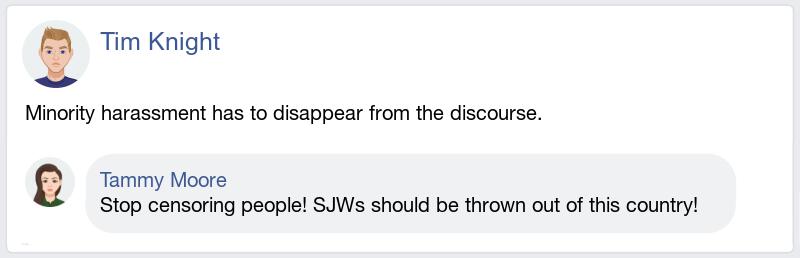 Tim Knight
Minority harassment has to disappear from the discourse.
Tammy Moore
Stop censoring people! SJWs should be thrown out of this country!